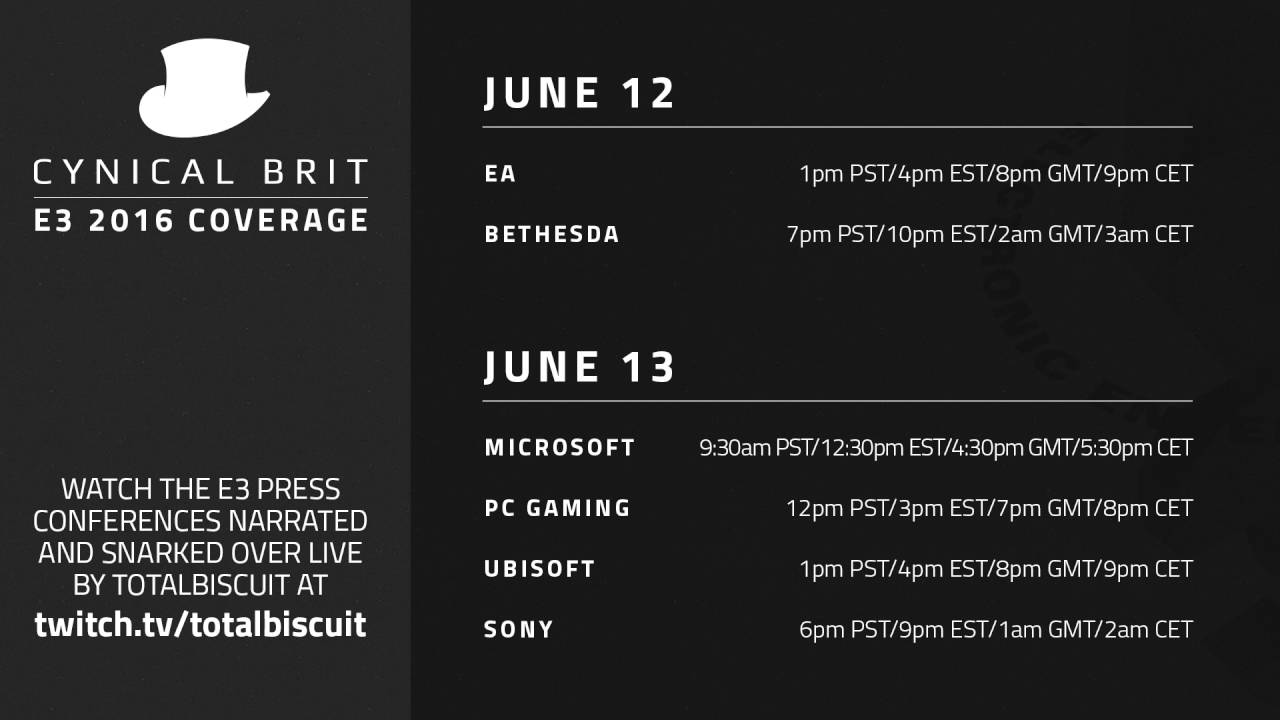 CYNICAL BRIT
E3 2016 COVERAGE
WATCH THE E3 PRESS
CONFERENCES NARRATED
AND SNARKED OVER LIVE
BY TOTALBISCUIT AT
twitch.tv/totalbiscuit
JUNE 12
EA 1pm PST/4pm EST/8pm GMT/9pm CET
BETHESDA 7pm PST/10pm EST/2am GMT/3am CET
JUNE 13
MICROSOFT 9:30am PST/12:30pm EST/4:30pm GMT/5:30pm CET
PC GAMING 12pm PST/3pm EST/7pm GMT/8pm CET
UBISOFT 1pm PST/4pm EST/8pm GMT/9pm CET
SONY 6pm PST/9pm EST/1am GMT/2am CET